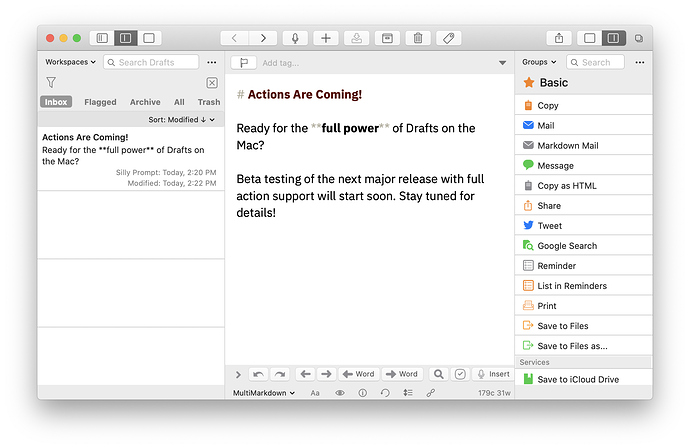 Workspaces
Search Drafts
Inbox Flagged Archive All Trash
Sort: Modified ↓
Actions Are Coming!
Ready for the **full power** of Drafts on
the Mac?
Silly Prompt: Today, 2:20 PM
Modified: Today, 2:22 PM
Add tag...
# Actions Are Coming!
Ready for the **full power** of Drafts on the
Mac?
Beta testing of the next major release with full
action support will start soon. Stay tuned for
details!
Word Word Insert
MultiMarkdown Aa 179c 31w
Groups
Search
Basic
Copy
Mail
Markdown Mail
Message
Copy as HTML
Share
Tweet
Google Search
Reminder
List in Reminders
Print
Save to Files
Save to Files as...
Services
Save to iCloud Drive